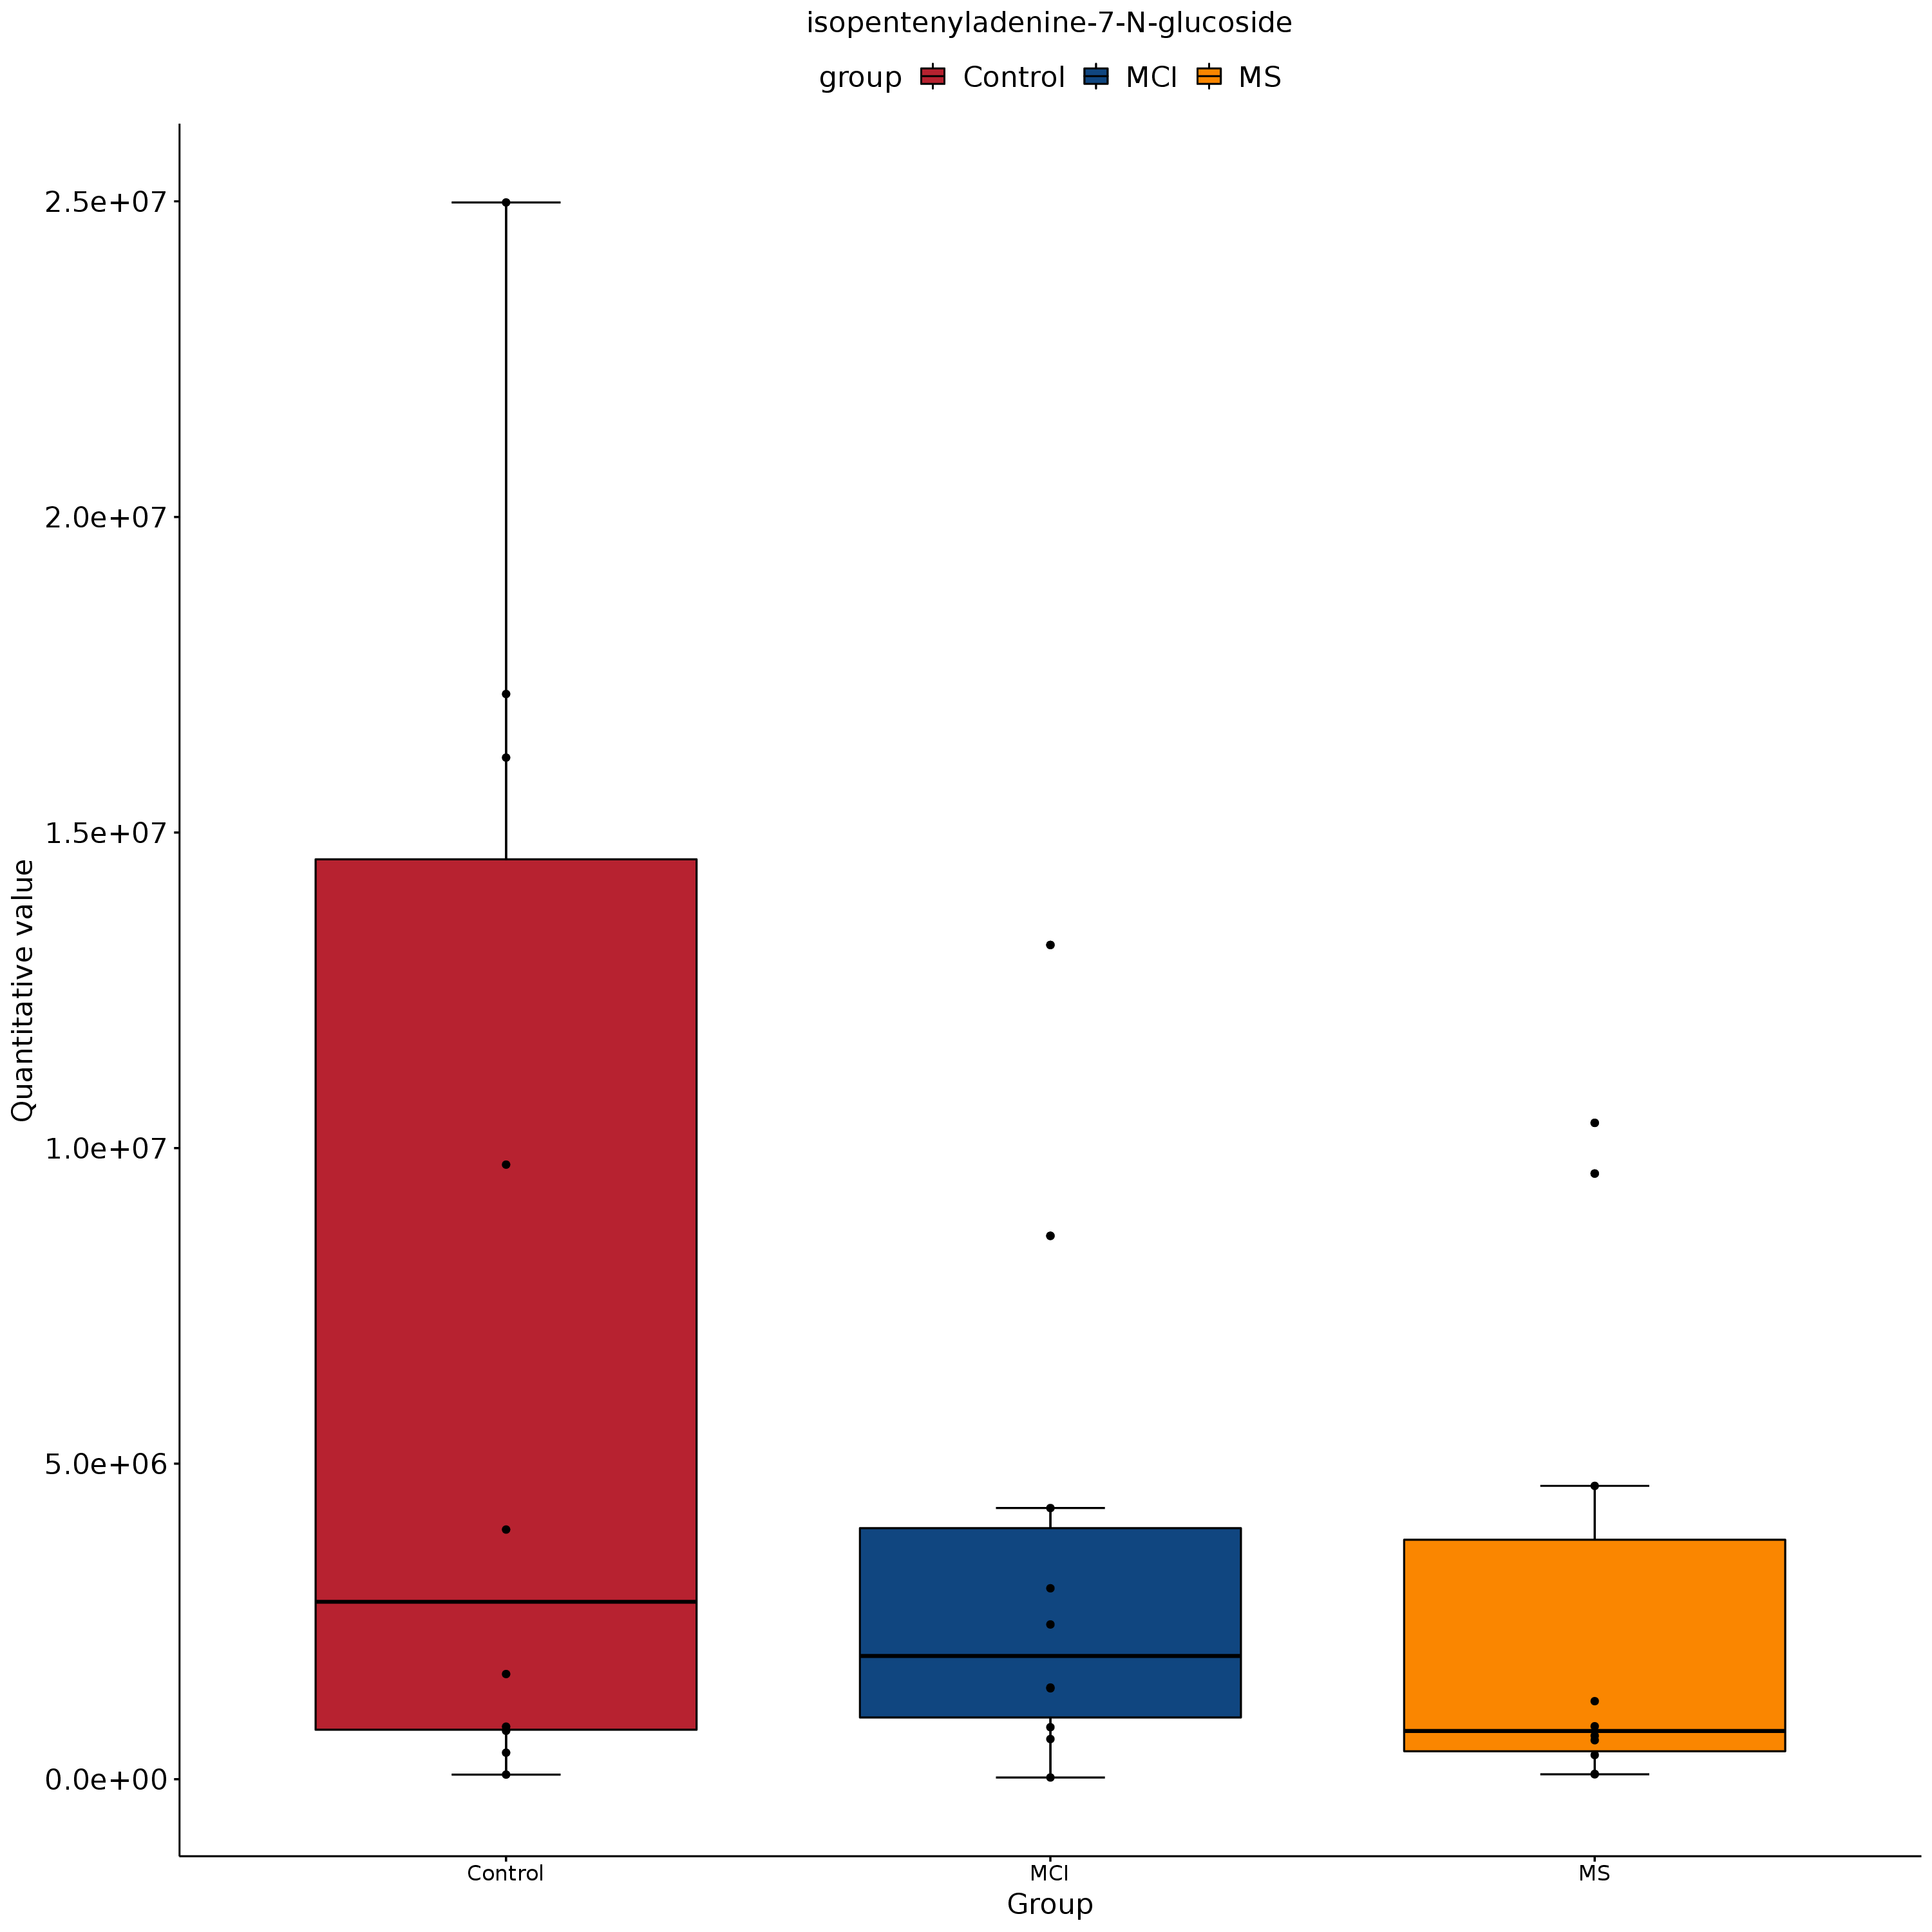 isopentenyladenine-7-N-glucoside
group Control MCI MS
2.5e+07
2.0e+07
1.5e+07
1.0e+07
5.0e+06
0.0e+00
Quantitative value
Control MCI MS
Group